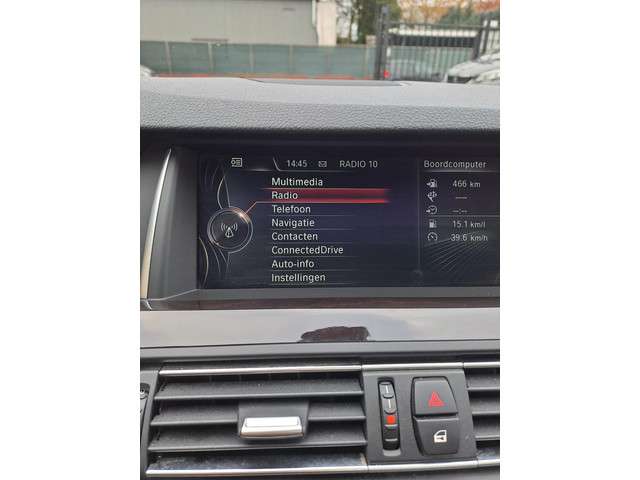 14:45 RADIO 10 Boordcomputer
Multimedia
Radio
Telefoon
Navigatie
Contacten
ConnectedDrive
Auto-info
Instellingen
466 km
----
--:--
15.1 km/l
39.6 km/h